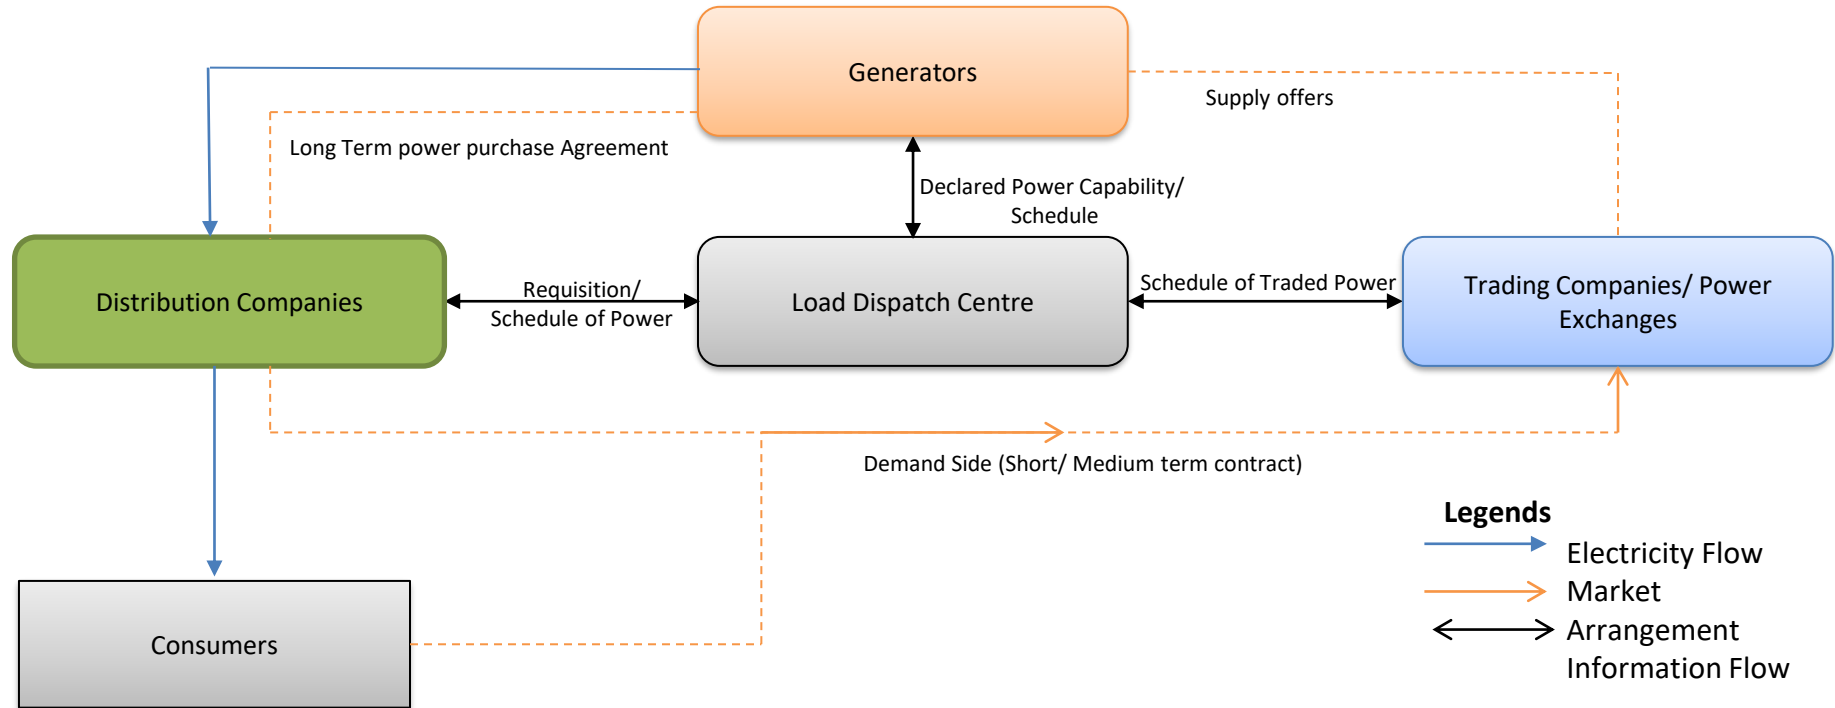 Generators
Supply offers
Long Term power purchase Agreement
Declared Power Capability/
Schedule
Distribution Companies
Requisition/
Schedule of Power
Load Dispatch Centre
Schedule of Traded Power
Trading Companies/ Power
Exchanges
Demand Side (Short/ Medium term contract)
Consumers
Legends
Electricity Flow
Market
Arrangement
Information Flow